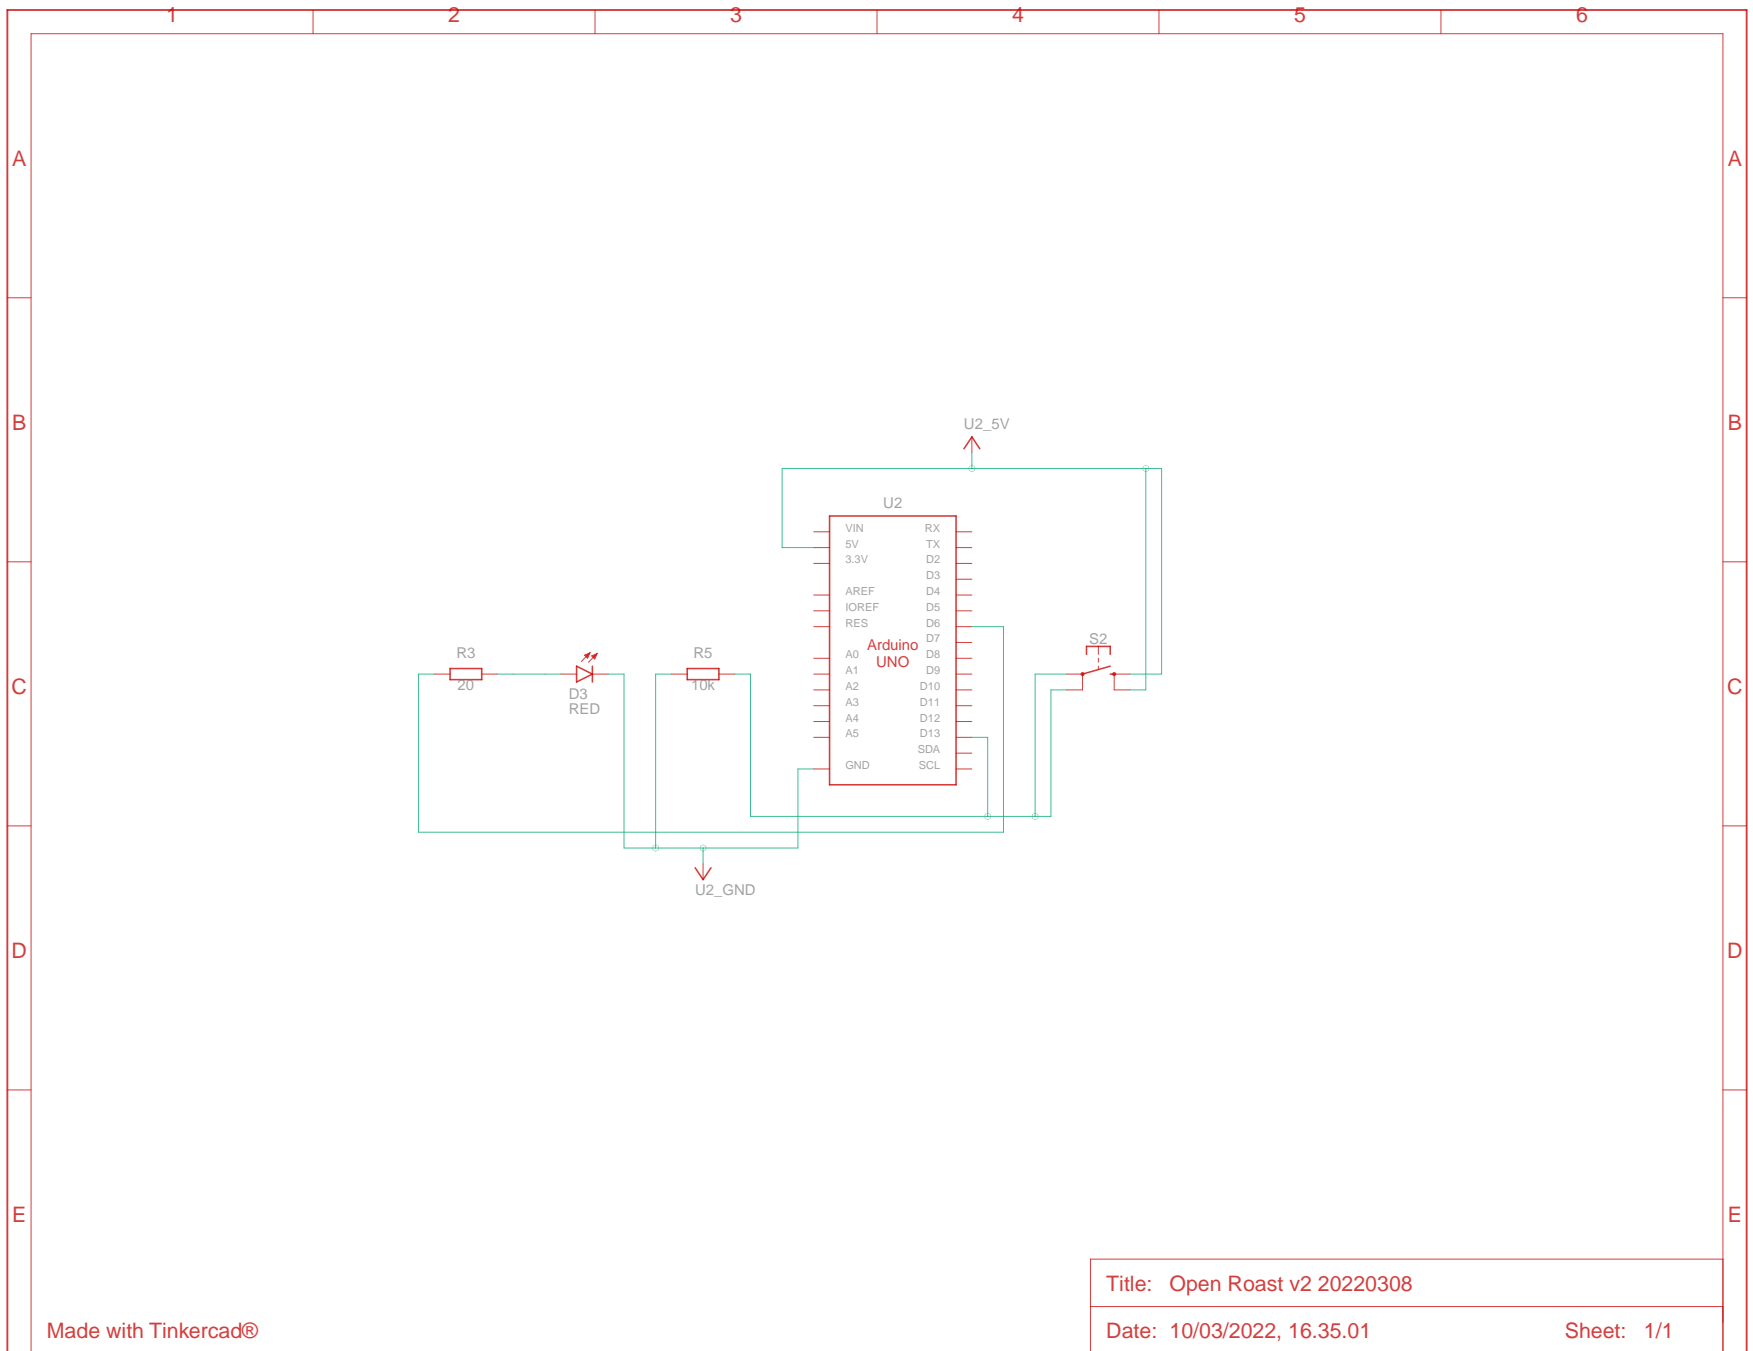 1 2 3 4 5 6
A A
B B
U2_5V
U2
VIN RX
5V TX
3.3V D2
D3
AREF D4
IOREF D5
RES D6
D7
Arduino
UNO
A0 D8
A1 D9
A2 D10
A3 D11
A4 D12
A5 D13
SDA
GND SCL
S2
R3
20
D3
RED
R5
10k
C C
U2_GND
D D
E E
Title: Open Roast v2 20220308
Made with Tinkercad®
Date: 10/03/2022, 16.35.01 Sheet: 1/1